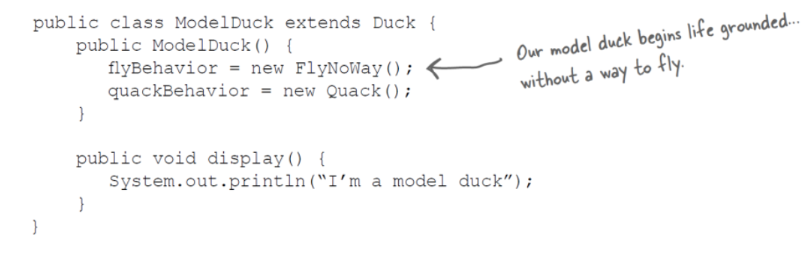 public class ModelDuck extends Duck {
    public ModelDuck() {
        flyBehavior = new FlyNoWay();
        quackBehavior = new Quack();
    }
Our model duck begins life grounded...
without a way to fly.

    public void display() {
        System.out.println(“I’m a model duck”);
    }
}